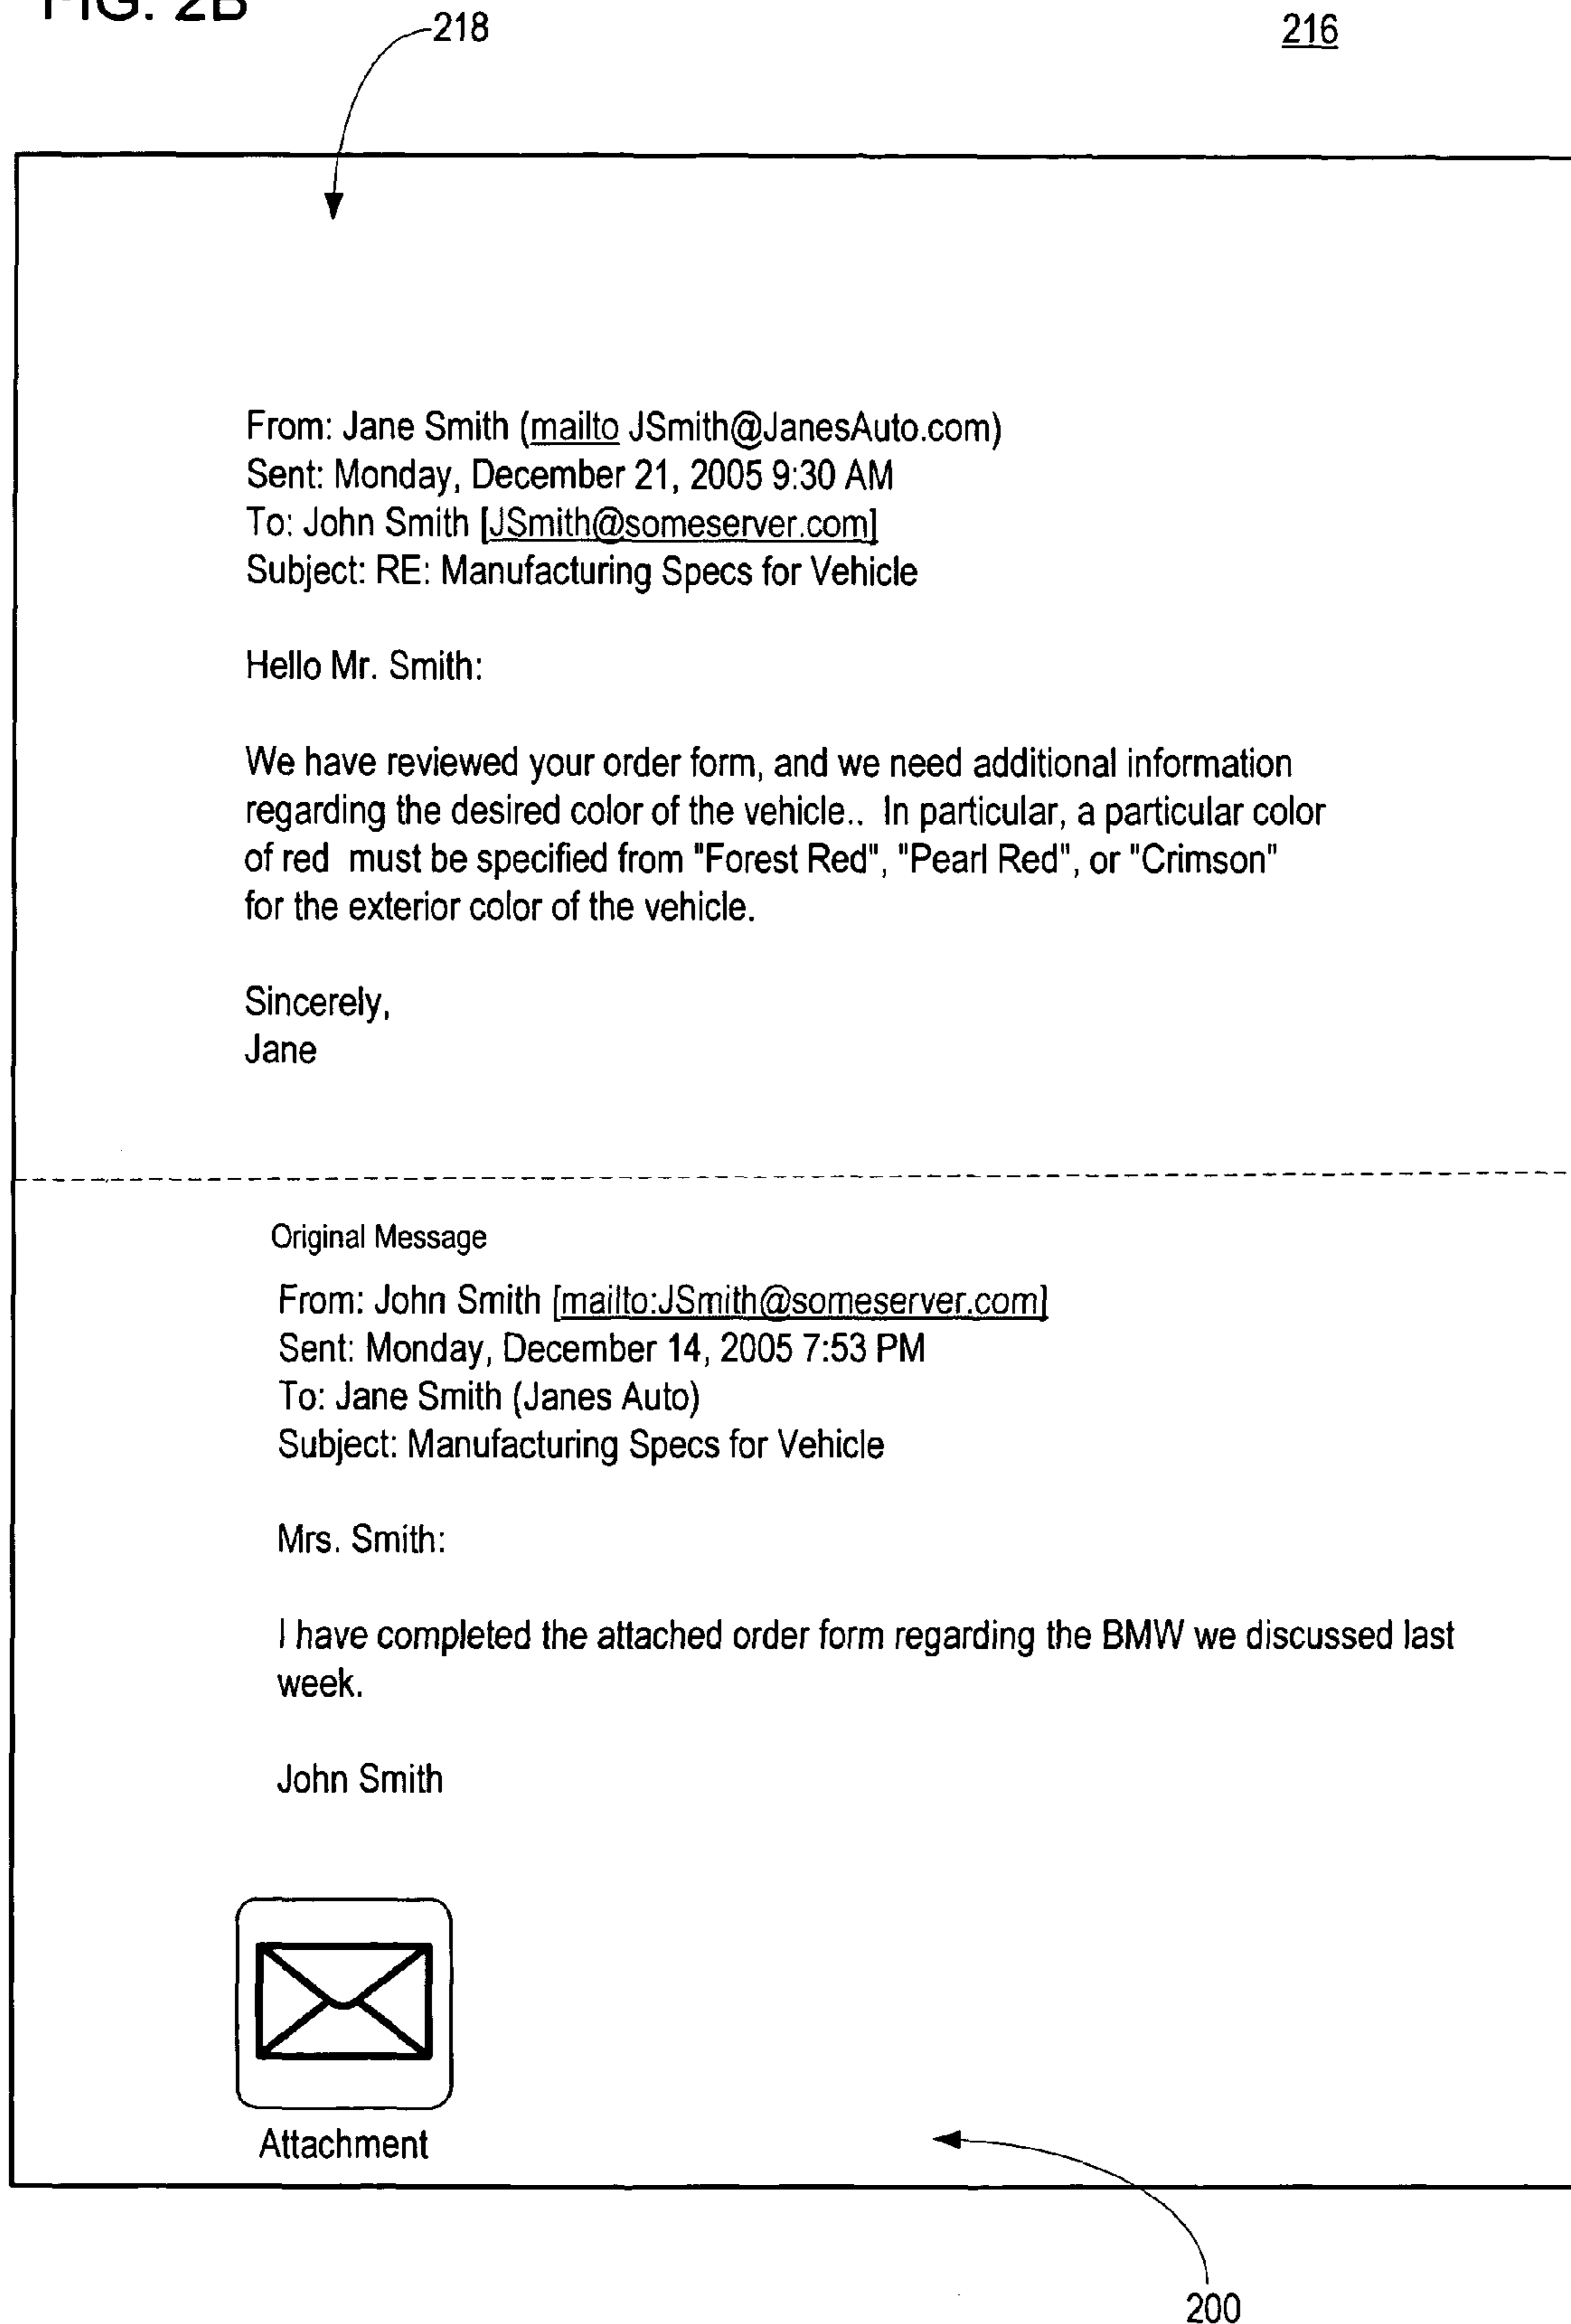 FIG. 2B
218
216
From: Jane Smith (mailto JSmith@JanesAuto.com)
Sent: Monday, December 21, 2005 9:30 AM
To: John Smith [JSmith@someserver.com]
Subject: RE: Manufacturing Specs for Vehicle
Hello Mr. Smith:
We have reviewed your order form, and we need additional information
regarding the desired color of the vehicle.. In particular, a particular color
of red must be specified from "Forest Red", "Pearl Red", or "Crimson"
for the exterior color of the vehicle.
Sincerely,
Jane
Original Message
From: John Smith [mailto:JSmith@someserver.com]
Sent: Monday, December 14, 2005 7:53 PM
To: Jane Smith (Janes Auto)
Subject: Manufacturing Specs for Vehicle
Mrs. Smith:
I have completed the attached order form regarding the BMW we discussed last
week.
John Smith
Attachment
200